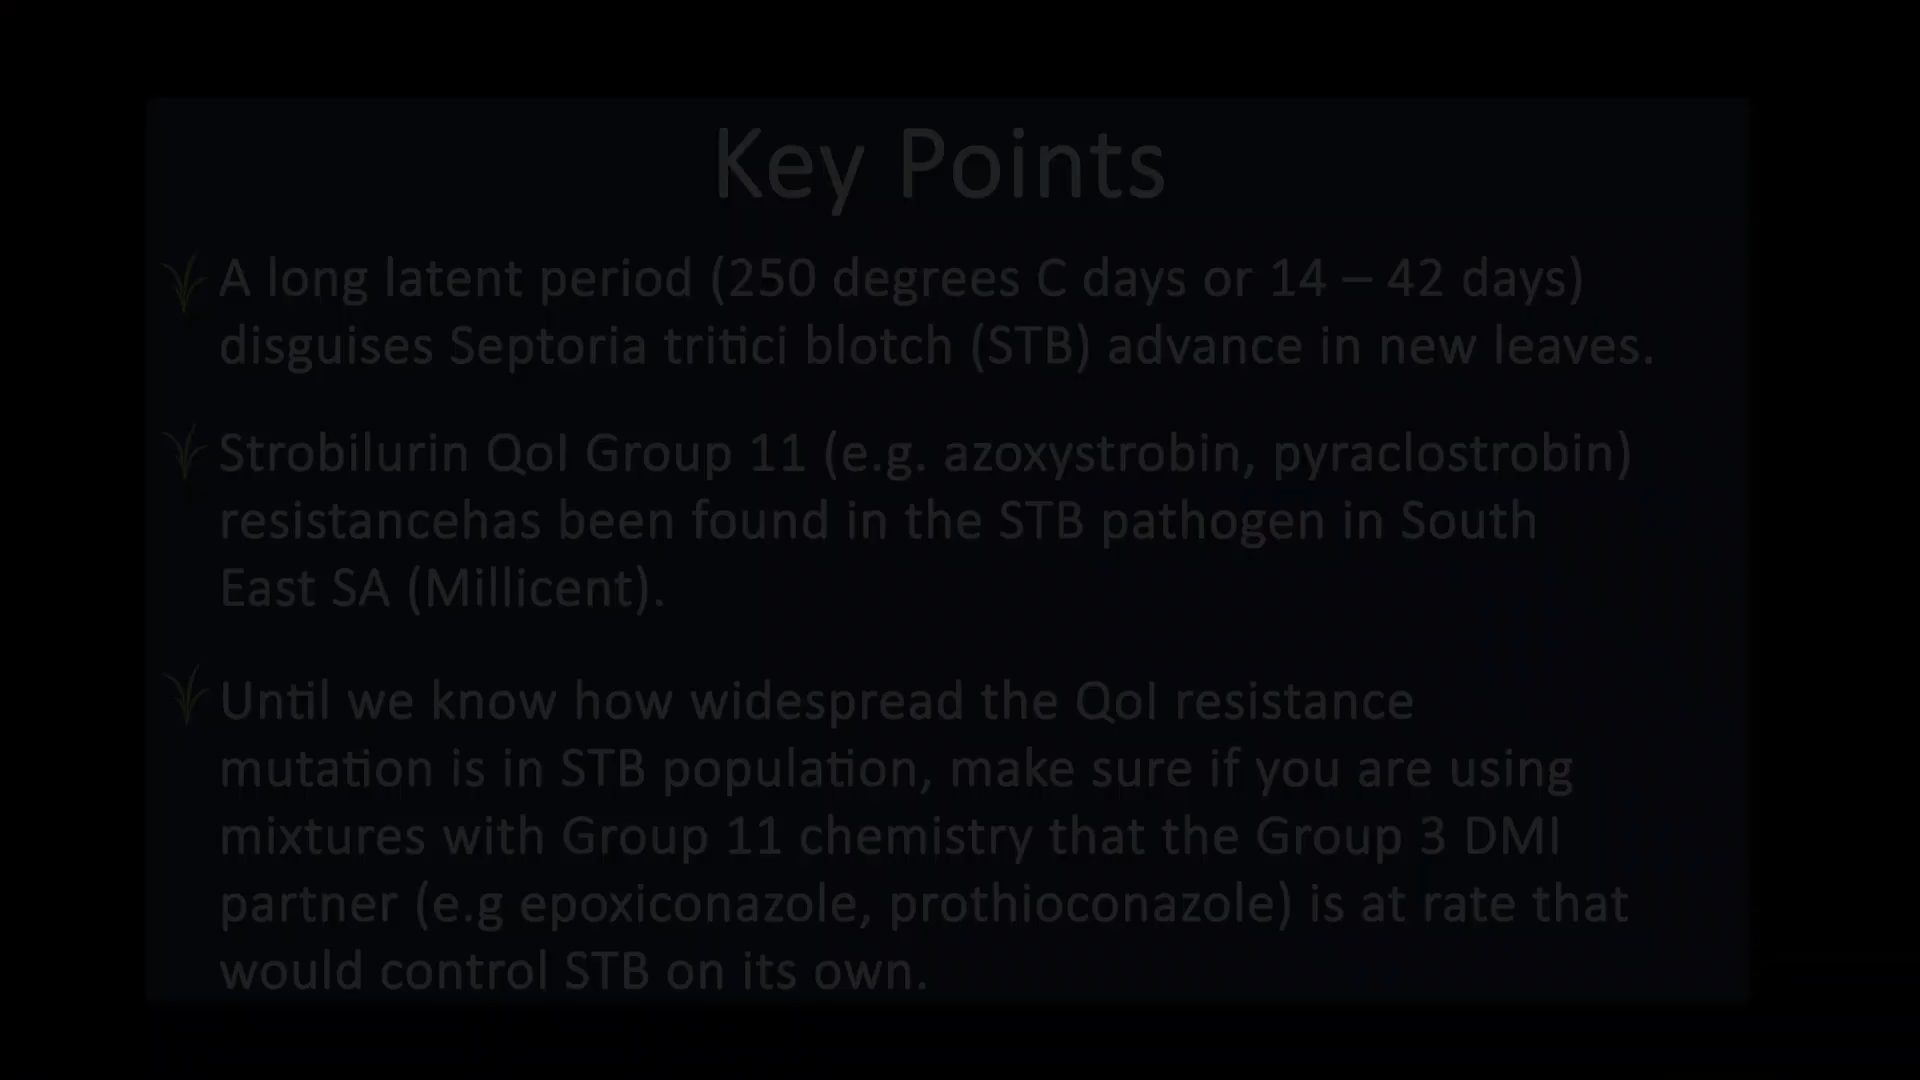 Key Points
A long latent period (250 degrees C days or 14 – 42 days)
disguises Septoria tritici blotch (STB) advance in new leaves.
Strobilurin QoI Group 11 (e.g. azoxystrobin, pyraclostrobin)
resistancehas been found in the STB pathogen in South
East SA (Millicent).
Until we know how widespread the QoI resistance
mutation is in STB population, make sure if you are using
mixtures with Group 11 chemistry that the Group 3 DMI
partner (e.g epoxiconazole, prothioconazole) is at rate that
would control STB on its own.